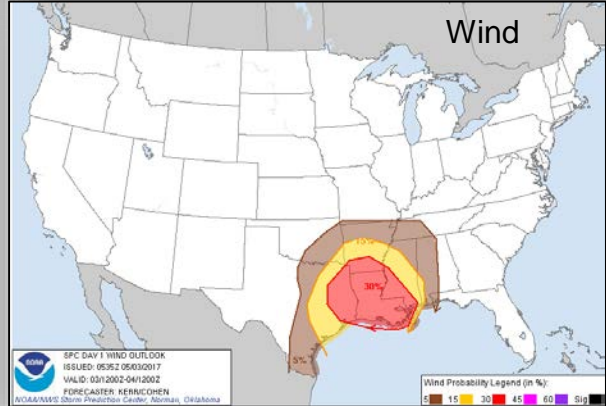 Wind
15%
30%
5%
noaa
SPC DAY 1 WIND OUTLOOK
ISSUED: 0535Z 05/03/2017
VALID: 03/1200Z-04/1200Z
FORECASTER: KERR/COHEN
NOAA/NWS Storm Prediction Center, Norman, Oklahoma
Wind Probability Legend (in %):
5 15 30 45 60 Sig